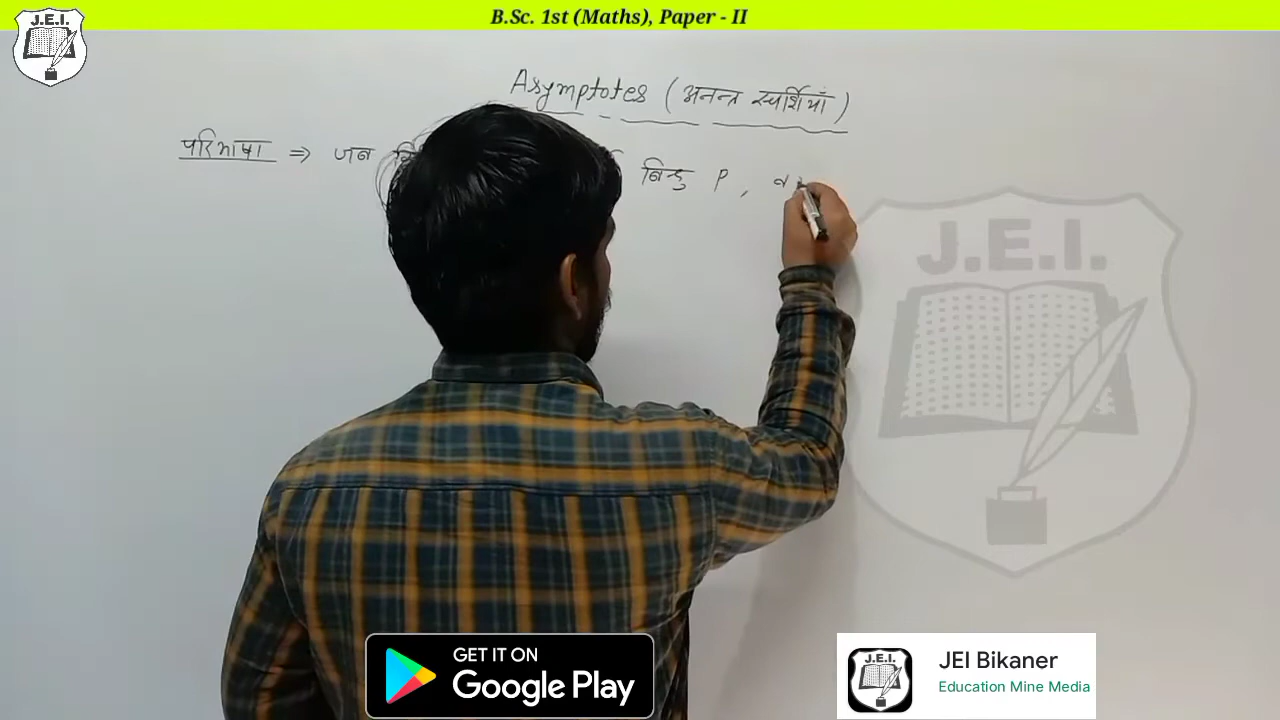 B.Sc. 1st (Maths), Paper - II
J.E.I.
Asymptotes (अनन्त स्पर्शियाँ)
परिभाषा ⇒ जब बिन्दु P,
J.E.I.
GET IT ON
Google Play
J.E.I.
JEI Bikaner
Education Mine Media